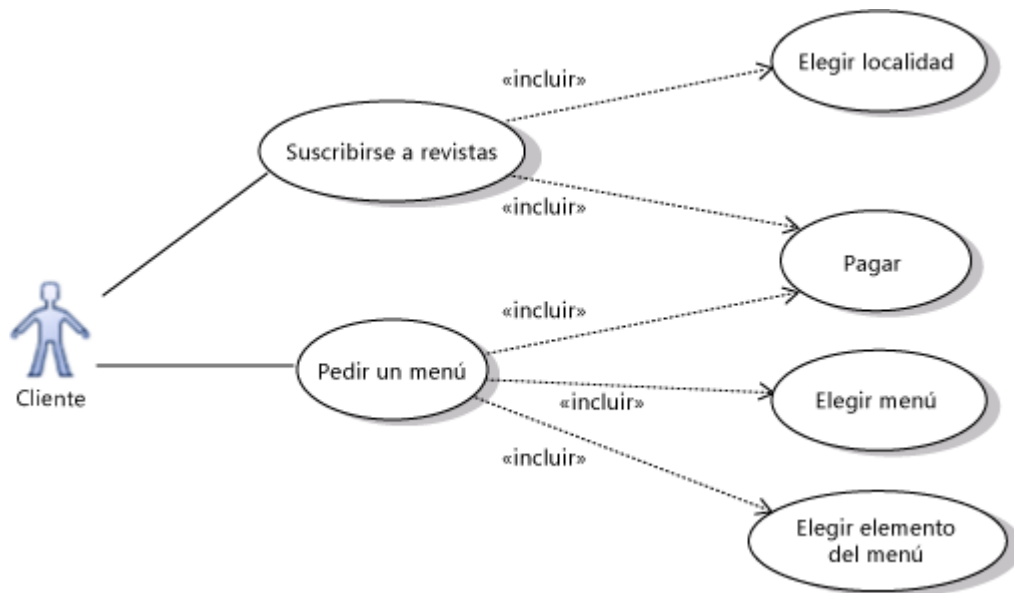 Elegir localidad
«incluir»
Suscribirse a revistas
«incluir»
Pagar
«incluir»
Pedir un menú
Cliente
«incluir»
Elegir menú
«incluir»
Elegir elemento
del menú